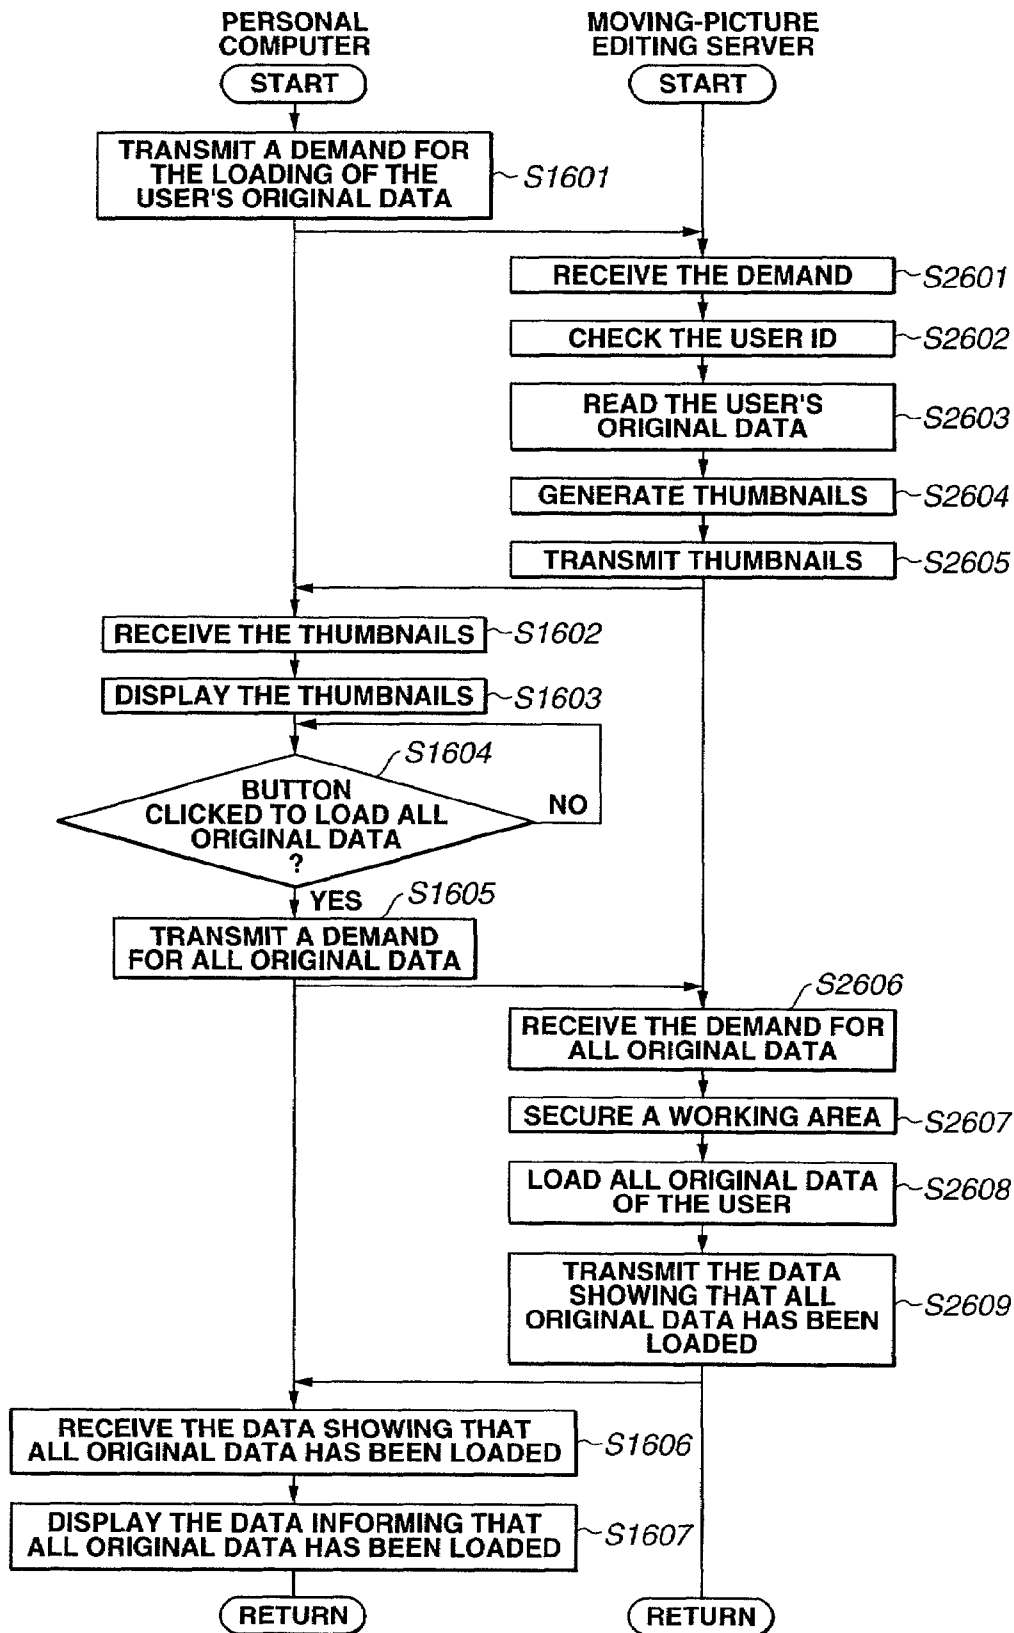 PERSONAL
COMPUTER
MOVING-PICTURE
EDITING SERVER
START
START
TRANSMIT A DEMAND FOR
THE LOADING OF THE
USER'S ORIGINAL DATA
S1601
RECEIVE THE DEMAND
S2601
CHECK THE USER ID
S2602
READ THE USER'S
ORIGINAL DATA
S2603
GENERATE THUMBNAILS
S2604
TRANSMIT THUMBNAILS
S2605
RECEIVE THE THUMBNAILS
S1602
DISPLAY THE THUMBNAILS
S1603
S1604
BUTTON
CLICKED TO LOAD ALL
ORIGINAL DATA
?
NO
YES
S1605
TRANSMIT A DEMAND
FOR ALL ORIGINAL DATA
S2606
RECEIVE THE DEMAND FOR
ALL ORIGINAL DATA
SECURE A WORKING AREA
S2607
LOAD ALL ORIGINAL DATA
OF THE USER
S2608
TRANSMIT THE DATA
SHOWING THAT ALL
ORIGINAL DATA HAS BEEN
LOADED
S2609
RECEIVE THE DATA SHOWING THAT
ALL ORIGINAL DATA HAS BEEN LOADED
S1606
DISPLAY THE DATA INFORMING THAT
ALL ORIGINAL DATA HAS BEEN LOADED
S1607
RETURN
RETURN